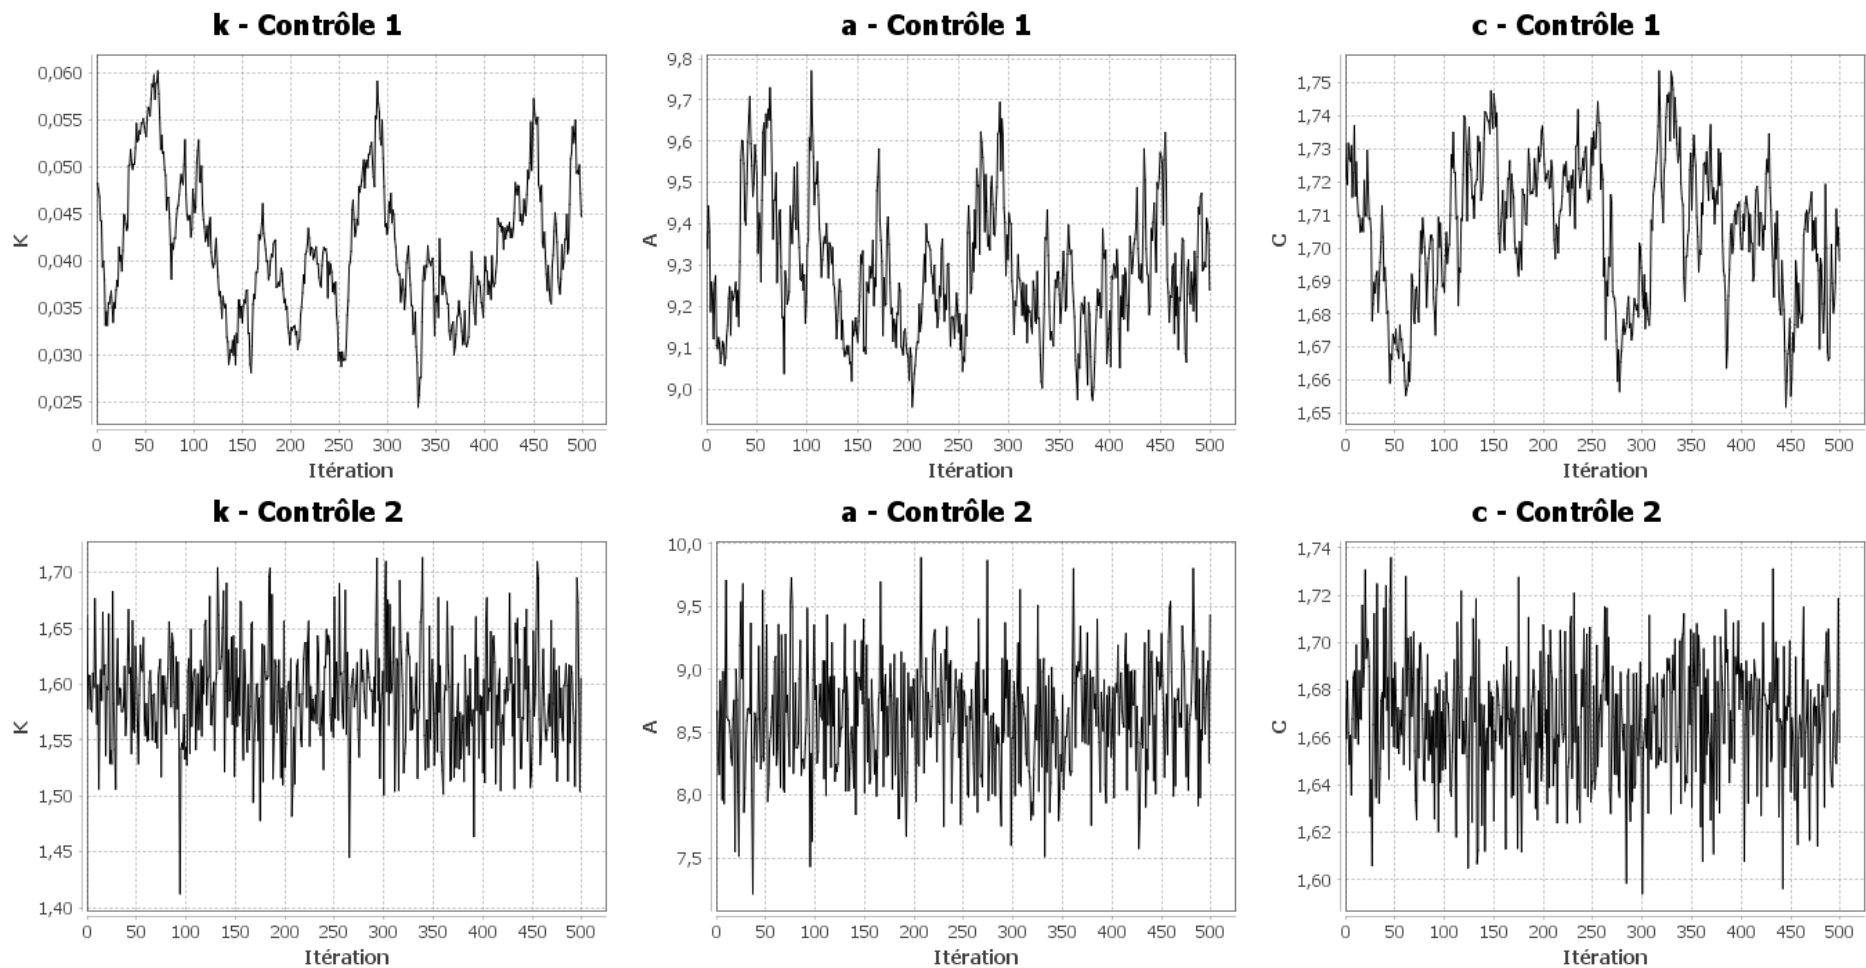 k - Contrôle 1
a - Contrôle 1
c - Contrôle 1
0,060
0,055
0,050
0,045
0,040
0,035
0,030
0,025
K
0 50 100 150 200 250 300 350 400 450 500
Itération
9,8
9,7
9,6
9,5
9,4
9,3
9,2
9,1
9,0
A
0 50 100 150 200 250 300 350 400 450 500
Itération
1,75
1,74
1,73
1,72
1,71
1,70
1,69
1,68
1,67
1,66
1,65
C
0 50 100 150 200 250 300 350 400 450 500
Itération
k - Contrôle 2
a - Contrôle 2
c - Contrôle 2
1,70
1,65
1,60
1,55
1,50
1,45
1,40
K
0 50 100 150 200 250 300 350 400 450 500
Itération
10,0
9,5
9,0
8,5
8,0
7,5
A
0 50 100 150 200 250 300 350 400 450 500
Itération
1,74
1,72
1,70
1,68
1,66
1,64
1,62
1,60
C
0 50 100 150 200 250 300 350 400 450 500
Itération